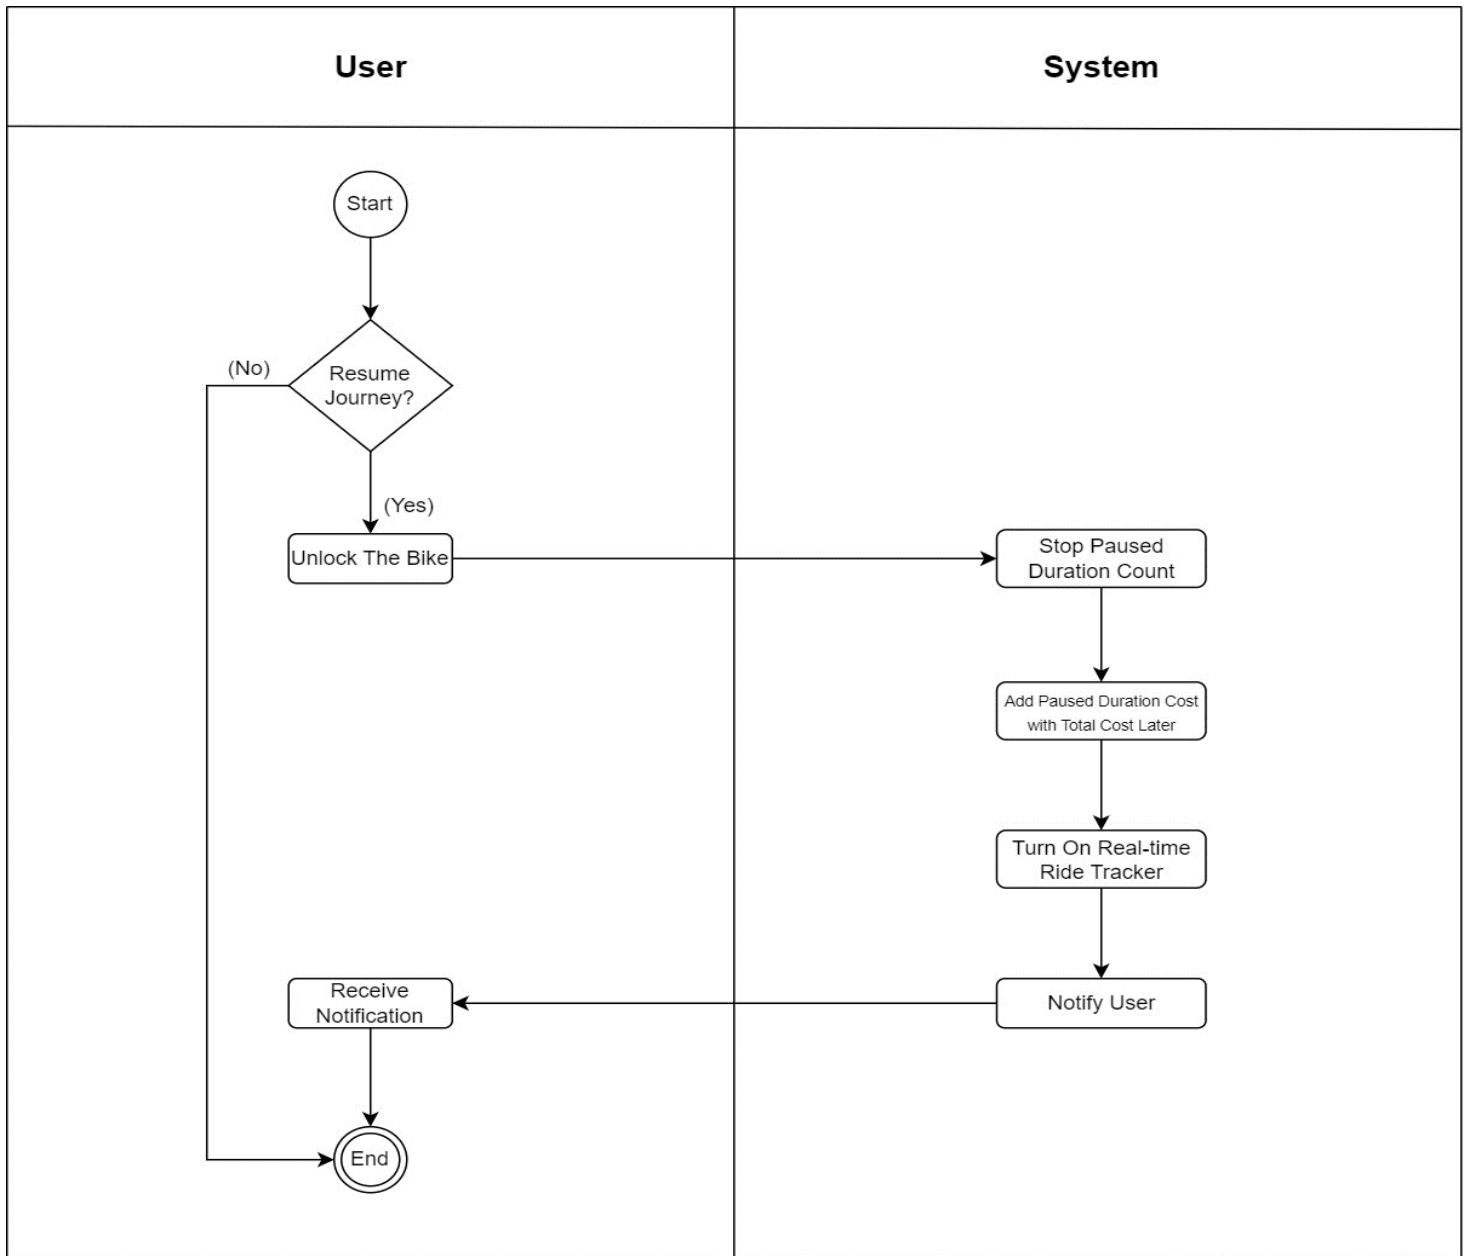 User
System
Start
(No)
Resume
Journey?
(Yes)
Unlock The Bike
Stop Paused
Duration Count
Add Paused Duration Cost
with Total Cost Later
Turn On Real-time
Ride Tracker
Notify User
Receive
Notification
End